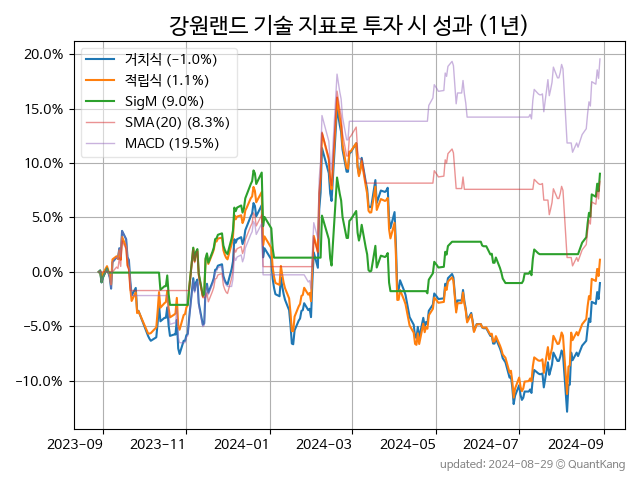 강원랜드 기술 지표로 투자 시 성과 (1년)
20.0%
15.0%
10.0%
5.0%
0.0%
−5.0%
−10.0%
거치식 (−1.0%)
적립식 (1.1%)
SigM (9.0%)
SMA(20) (8.3%)
MACD (19.5%)
2023-09 2023-11 2024-01 2024-03 2024-05 2024-07 2024-09
updated: 2024-08-29 © QuantKang